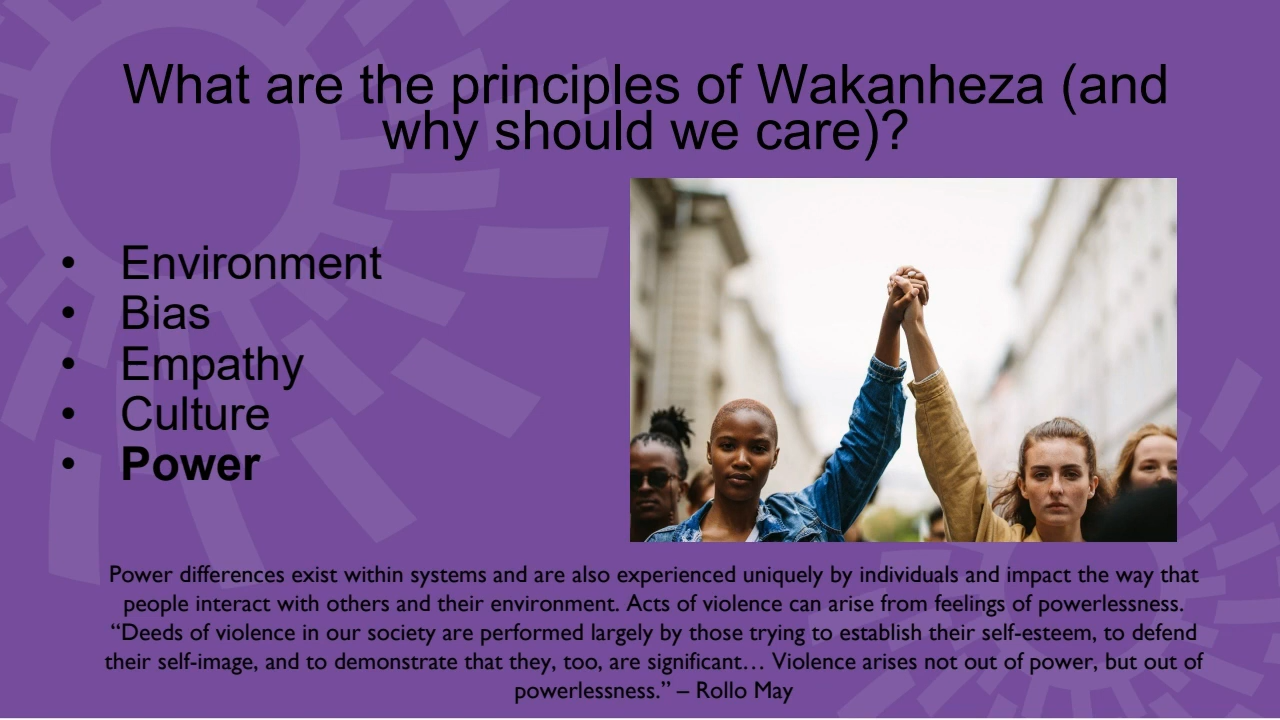 What are the principles of Wakanheza (and
why should we care)?
• Environment
• Bias
• Empathy
• Culture
• Power
Power differences exist within systems and are also experienced uniquely by individuals and impact the way that
people interact with others and their environment. Acts of violence can arise from feelings of powerlessness.
“Deeds of violence in our society are performed largely by those trying to establish their self-esteem, to defend
their self-image, and to demonstrate that they, too, are significant… Violence arises not out of power, but out of
powerlessness.” – Rollo May